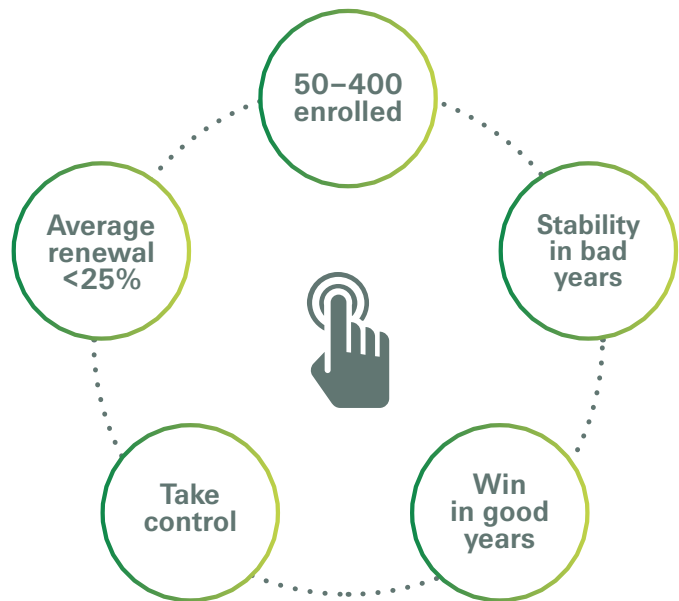 50–400
enrolled
Stability
in bad
years
Win
in good
years
Take
control
Average
renewal
<25%